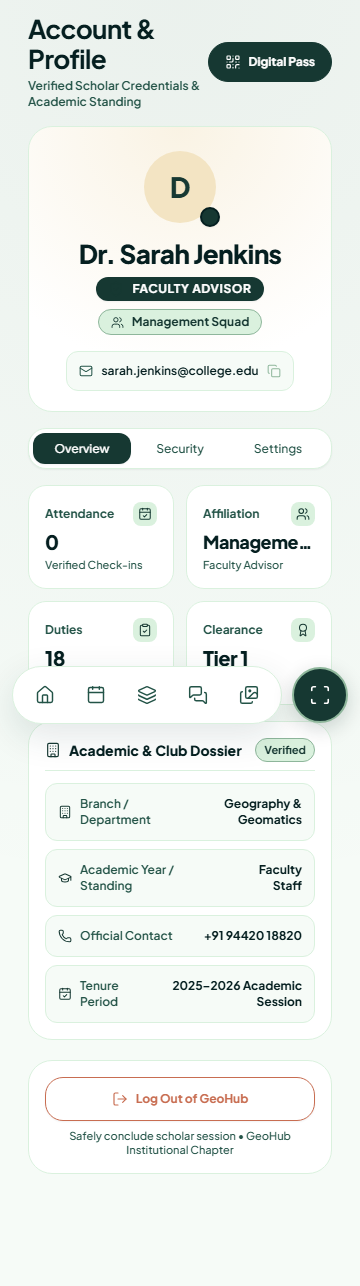 Account &
Profile
Verified Scholar Credentials &
Academic Standing
Digital Pass
D
Dr. Sarah Jenkins
FACULTY ADVISOR
Management Squad
sarah.jenkins@college.edu
Overview
Security
Settings
Attendance
0
Verified Check-ins
Affiliation
Manageme...
Faculty Advisor
Duties
18
Clearance
Tier 1
Academic & Club Dossier
Verified
Branch /
Department
Geography &
Geomatics
Academic Year /
Standing
Faculty
Staff
Official Contact
+91 94420 18820
Tenure
Period
2025–2026 Academic
Session
Log Out of GeoHub
Safely conclude scholar session • GeoHub
Institutional Chapter